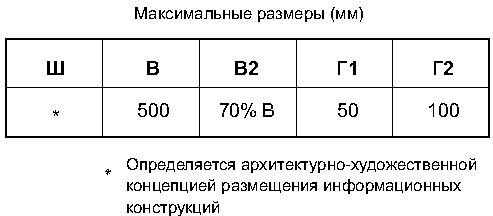 Максимальные размеры (мм)
Ш В В2 Г1 Г2
* 500 70% В 50 100
* Определяется архитектурно-художественной
концепцией размещения информационных
конструкций